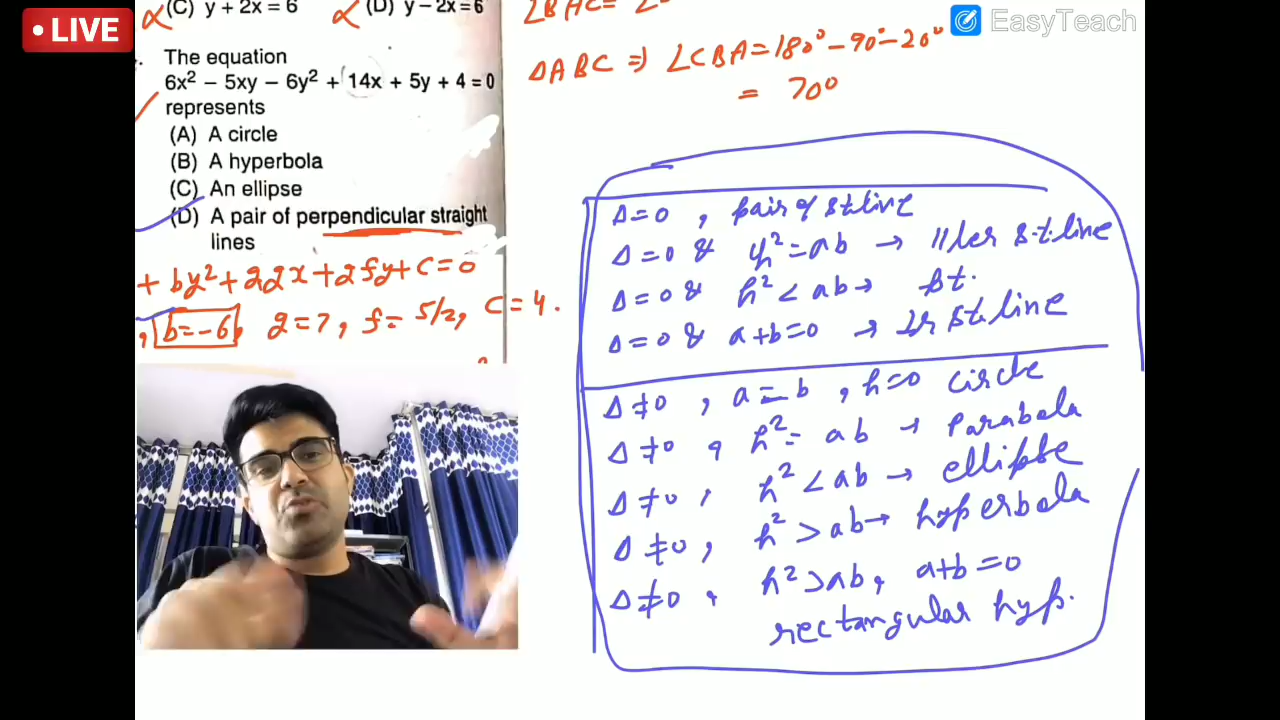 LIVE
(C) y + 2x = 6
(D) y – 2x = 6
∠BAC = ∠
EasyTeach
ΔABC ⇒ ∠CBA = 180° – 90° – 20°
= 70°
The equation
6x² – 5xy – 6y² + 14x + 5y + 4 = 0
represents
(A) A circle
(B) A hyperbola
(C) An ellipse
(D) A pair of perpendicular straight
lines
+ by² + 2gx + 2fy + c = 0
, b = -6, g = 7, f = 5/2, c = 4.
Δ = 0 , pair of st. line
Δ = 0 & h² = ab → ||ler s.t. line
Δ = 0 & h² < ab → pt.
Δ = 0 & a+b=0 → ⊥r st. line
Δ ≠ 0 , a = b , h=0 circle
Δ ≠ 0 , h² = ab → parabola
Δ ≠ 0 , h² < ab → ellipse
Δ ≠ 0 , h² > ab → hyperbola
Δ ≠ 0 , h² > ab, a+b = 0
rectangular hyp.